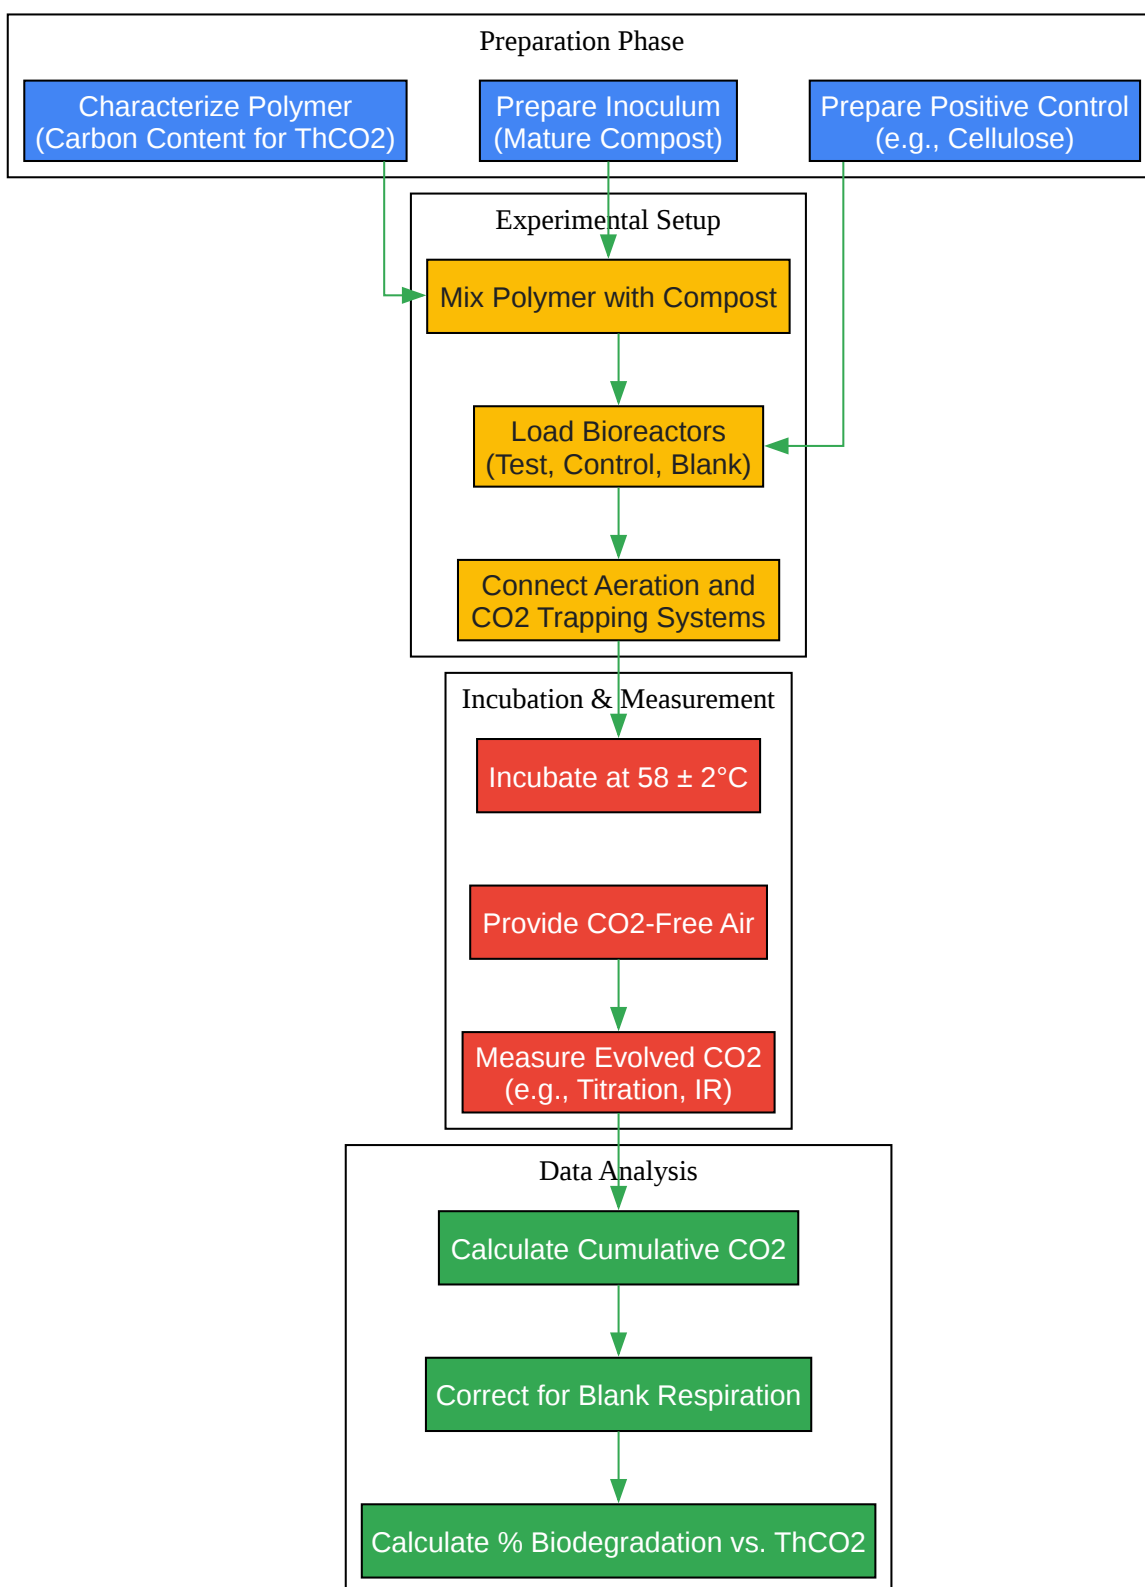 Preparation Phase
Characterize Polymer
(Carbon Content for ThCO2)
Prepare Inoculum
(Mature Compost)
Prepare Positive Control
(e.g., Cellulose)
Experimental Setup
Mix Polymer with Compost
Load Bioreactors
(Test, Control, Blank)
Connect Aeration and
CO2 Trapping Systems
Incubation & Measurement
Incubate at 58 ± 2°C
Provide CO2-Free Air
Measure Evolved CO2
(e.g., Titration, IR)
Data Analysis
Calculate Cumulative CO2
Correct for Blank Respiration
Calculate % Biodegradation vs. ThCO2